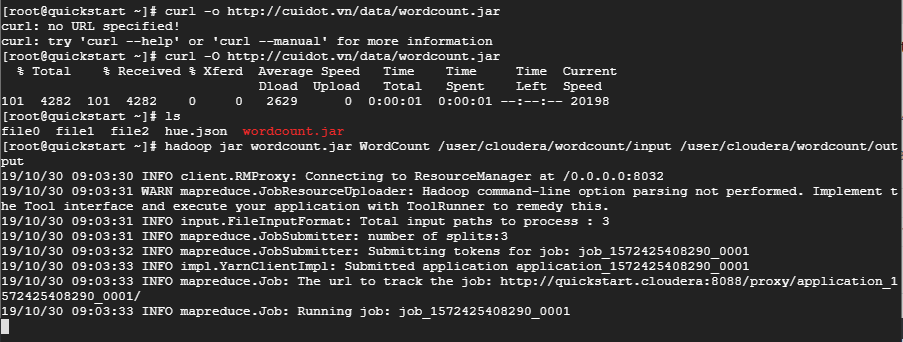 [root@quickstart ~]# curl -o http://cuidot.vn/data/wordcount.jar
curl: no URL specified!
curl: try 'curl --help' or 'curl --manual' for more information
[root@quickstart ~]# curl -O http://cuidot.vn/data/wordcount.jar
  % Total    % Received % Xferd  Average Speed   Time    Time     Time  Current
                                 Dload  Upload   Total   Spent    Left  Speed
101  4282  101  4282    0     0   2629      0  0:00:01  0:00:01 --:--:-- 20198
[root@quickstart ~]# ls
file0  file1  file2  hue.json  wordcount.jar
[root@quickstart ~]# hadoop jar wordcount.jar WordCount /user/cloudera/wordcount/input /user/cloudera/wordcount/out
put
19/10/30 09:03:30 INFO client.RMProxy: Connecting to ResourceManager at /0.0.0.0:8032
19/10/30 09:03:31 WARN mapreduce.JobResourceUploader: Hadoop command-line option parsing not performed. Implement t
he Tool interface and execute your application with ToolRunner to remedy this.
19/10/30 09:03:31 INFO input.FileInputFormat: Total input paths to process : 3
19/10/30 09:03:31 INFO mapreduce.JobSubmitter: number of splits:3
19/10/30 09:03:32 INFO mapreduce.JobSubmitter: Submitting tokens for job: job_1572425408290_0001
19/10/30 09:03:33 INFO impl.YarnClientImpl: Submitted application application_1572425408290_0001
19/10/30 09:03:33 INFO mapreduce.Job: The url to track the job: http://quickstart.cloudera:8088/proxy/application_1
572425408290_0001/
19/10/30 09:03:33 INFO mapreduce.Job: Running job: job_1572425408290_0001